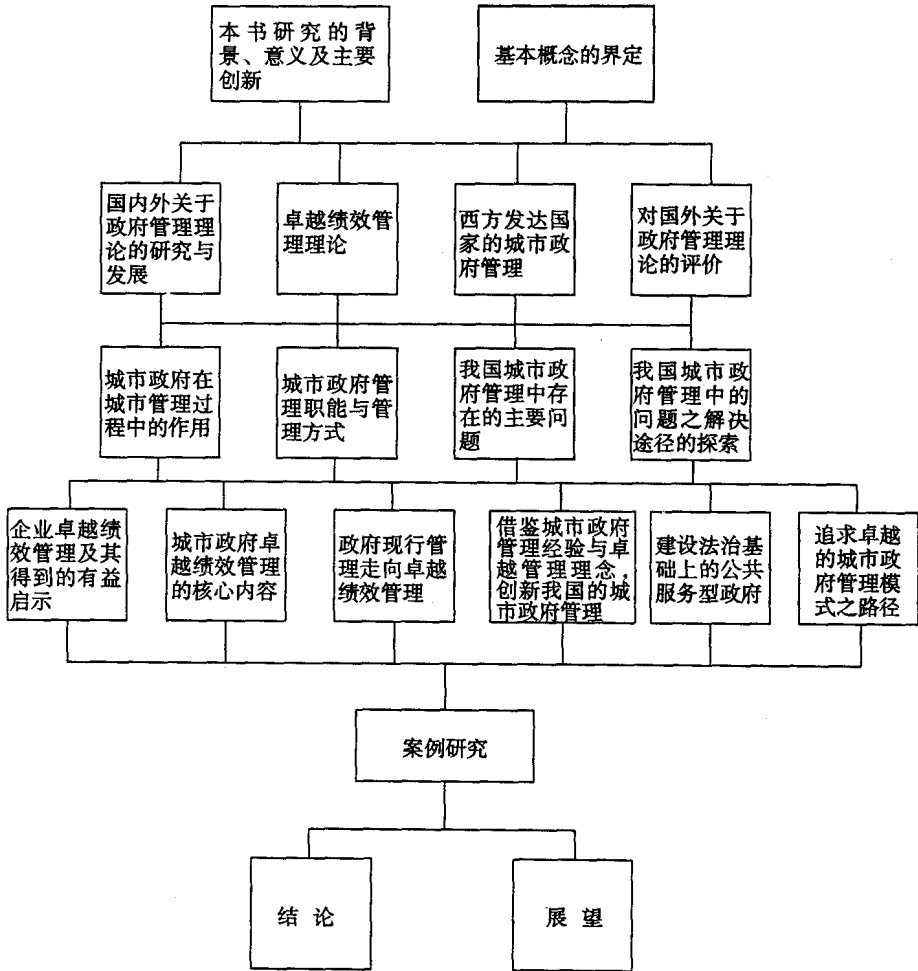 本书研究的背
景、意义及主要
创新
基本概念的界定
国内外关于
政府管理理
论的研究与
发展
卓越绩效管
理理论
西方发达国
家的城市政
府管理
对国外关于
政府管理理
论的评价
城市政府在
城市管理过
程中的作用
城市政府管
理职能与管
理方式
我国城市政
府管理中存
在的主要问
题
我国城市政
府管理中的
问题之解决
途径的探索
企业卓越绩
效管理及其
得到的有益
启示
城市政府卓
越绩效管理
的核心内容
政府现行管
理走向卓越
绩效管理
借鉴城市政府
管理经验与卓
越管理理念，
创新我国的城
市政府管理
建设法治基
础上的公共
服务型政府
追求卓越
的城市政
府管理模
式之路径
案例研究
结 论
展 望